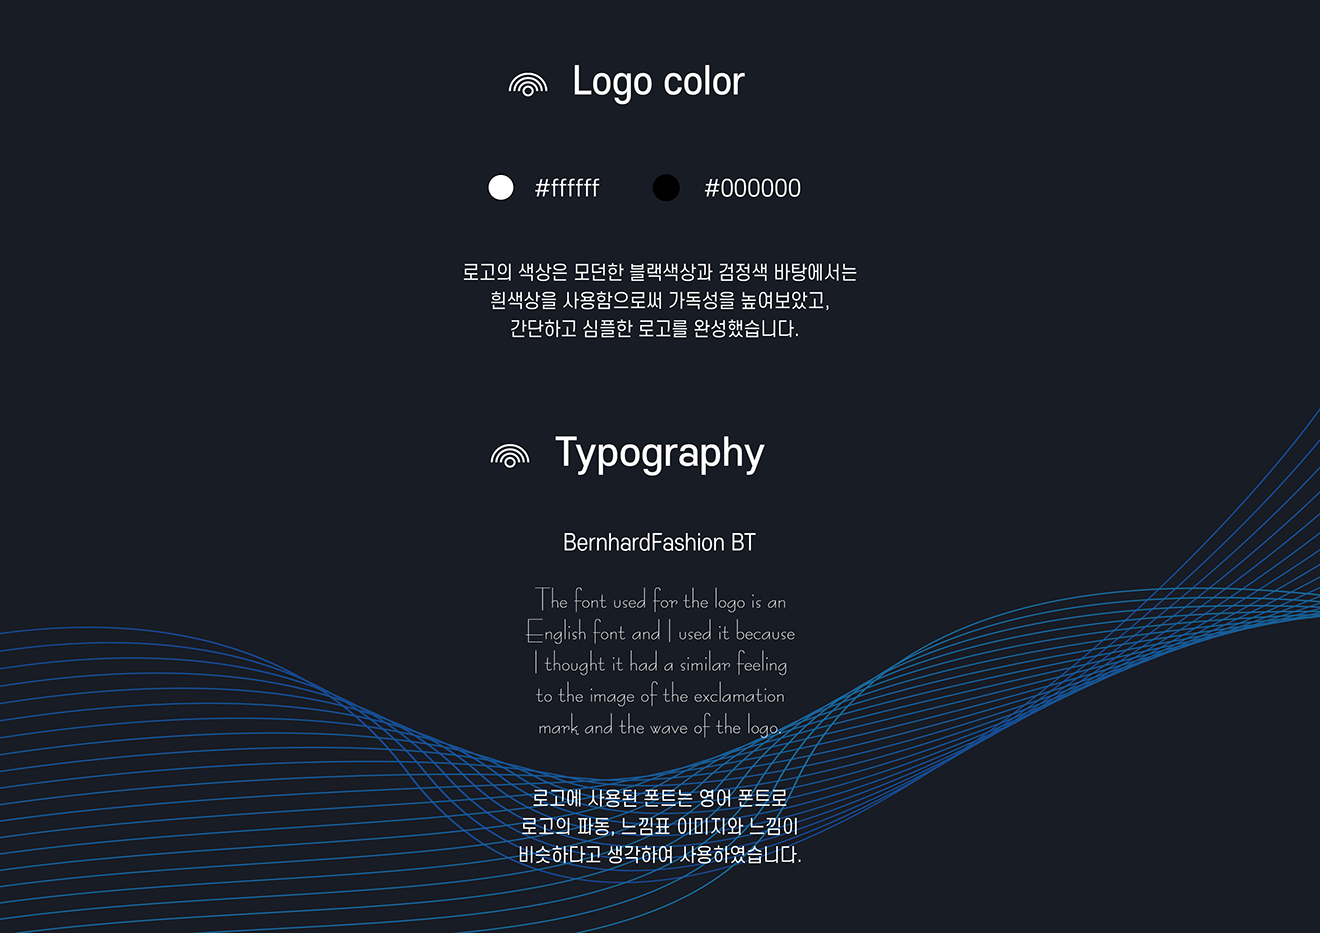 Logo color
#ffffff #000000
로고의 색상은 모던한 블랙색상과 검정색 바탕에서는
흰색상을 사용함으로써 가독성을 높여보았고,
간단하고 심플한 로고를 완성했습니다.
Typography
BernhardFashion BT
The font used for the logo is an
English font and I used it because
I thought it had a similar feeling
to the image of the exclamation
mark and the wave of the logo.
로고에 사용된 폰트는 영어 폰트로
로고의 파동, 느낌표 이미지와 느낌이
비슷하다고 생각하여 사용하였습니다.